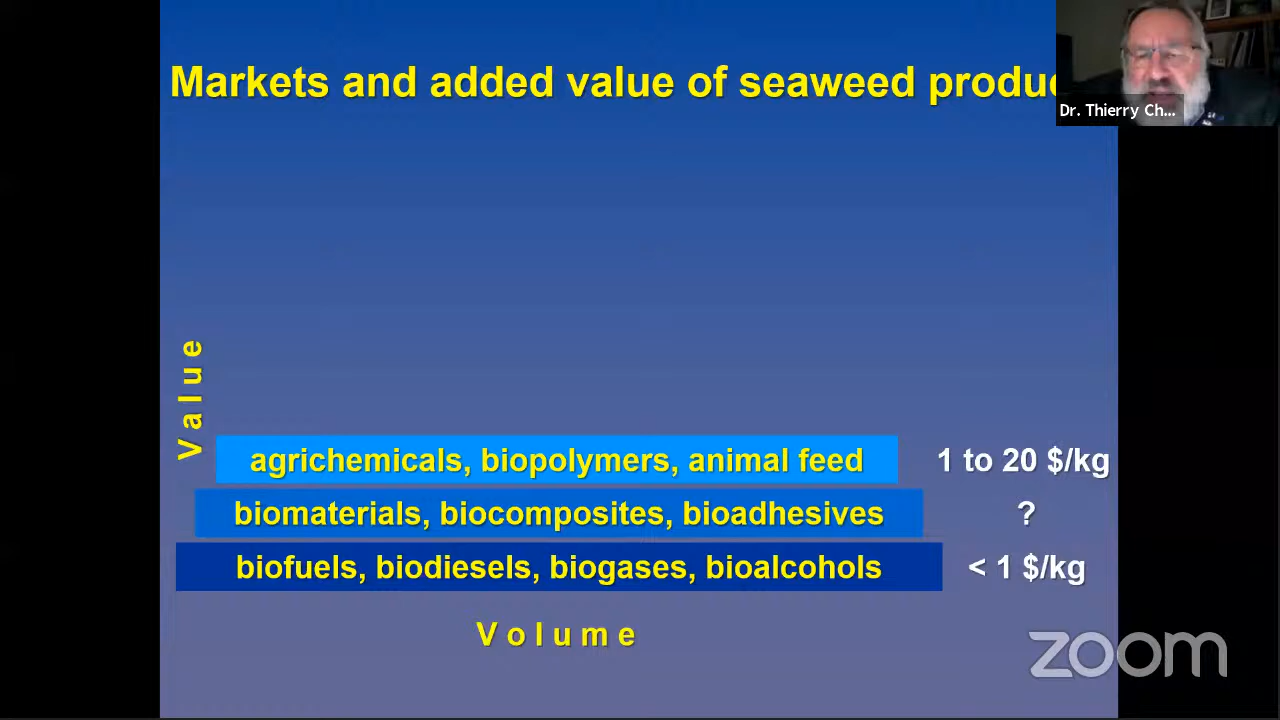 Markets and added value of seaweed produc
Dr. Thierry Ch...
Value
agrichemicals, biopolymers, animal feed 1 to 20 $/kg
biomaterials, biocomposites, bioadhesives ?
biofuels, biodiesels, biogases, bioalcohols < 1 $/kg
Volume
zoom